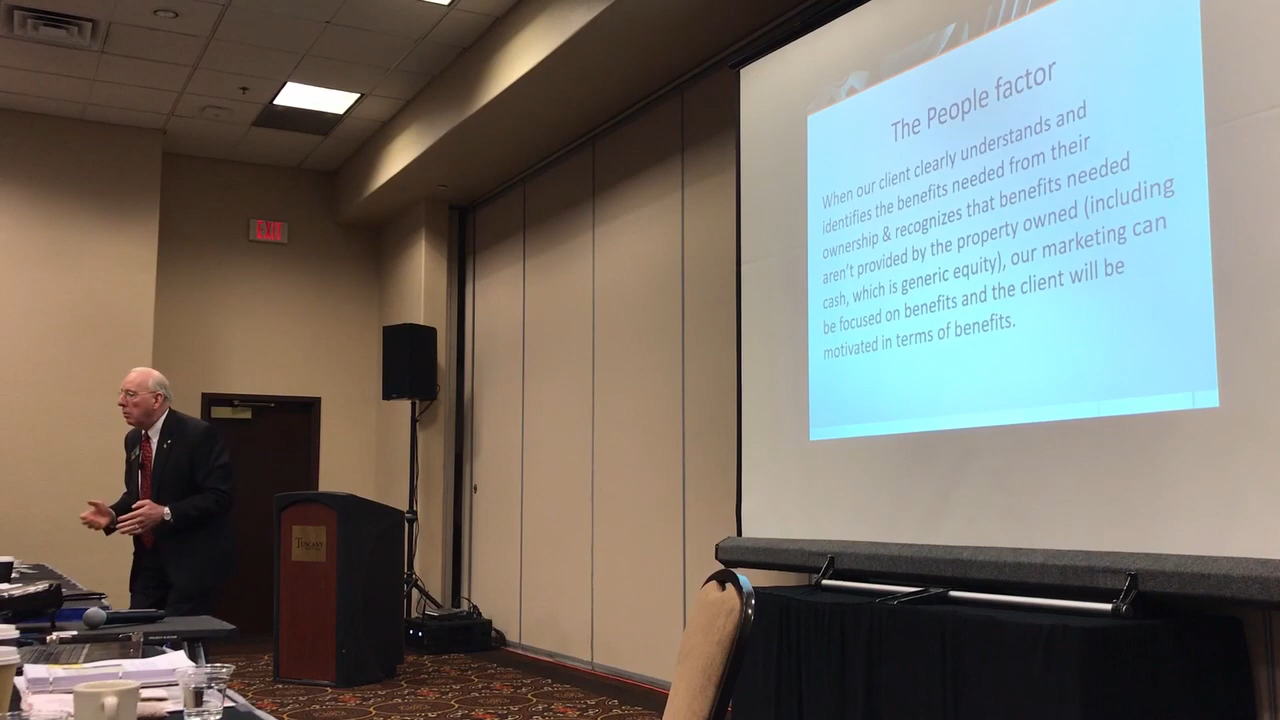 EXIT
The People factor
When our client clearly understands and
identifies the benefits needed from their
ownership & recognizes that benefits needed
aren't provided by the property owned (including
cash, which is generic equity), our marketing can
be focused on benefits and the client will be
motivated in terms of benefits.
TUSCANY